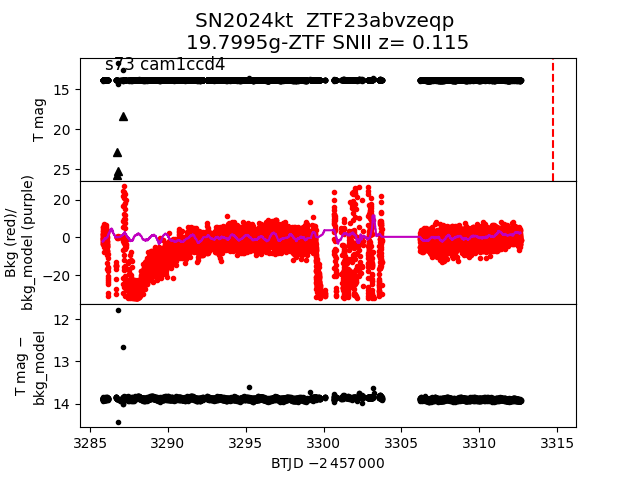 SN2024kt  ZTF23abvzeqp
19.7995g-ZTF SNII z= 0.115
s73 cam1ccd4
T mag
15
20
25
Bkg (red)/
bkg_model (purple)
20
0
−20
T mag −
bkg_model
12
13
14
3285 3290 3295 3300 3305 3310 3315
BTJD −2 457 000